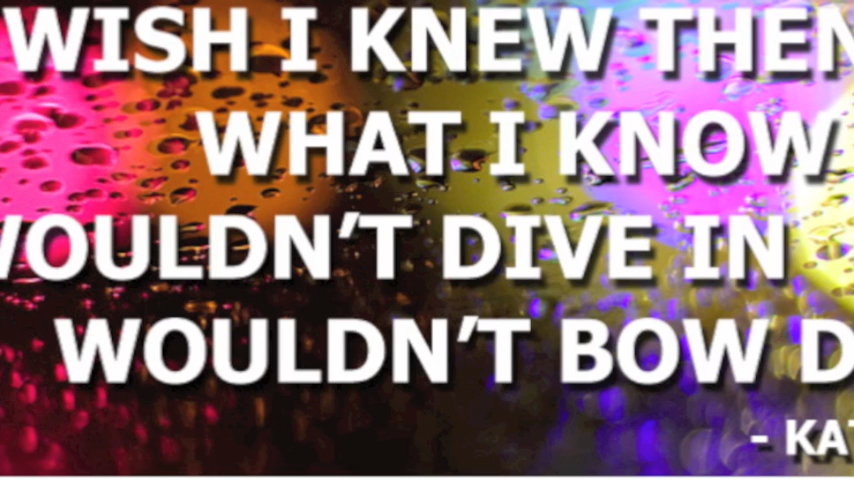 WISH I KNEW THEN
WHAT I KNOW
WOULDN'T DIVE IN
WOULDN'T BOW D
- KAT